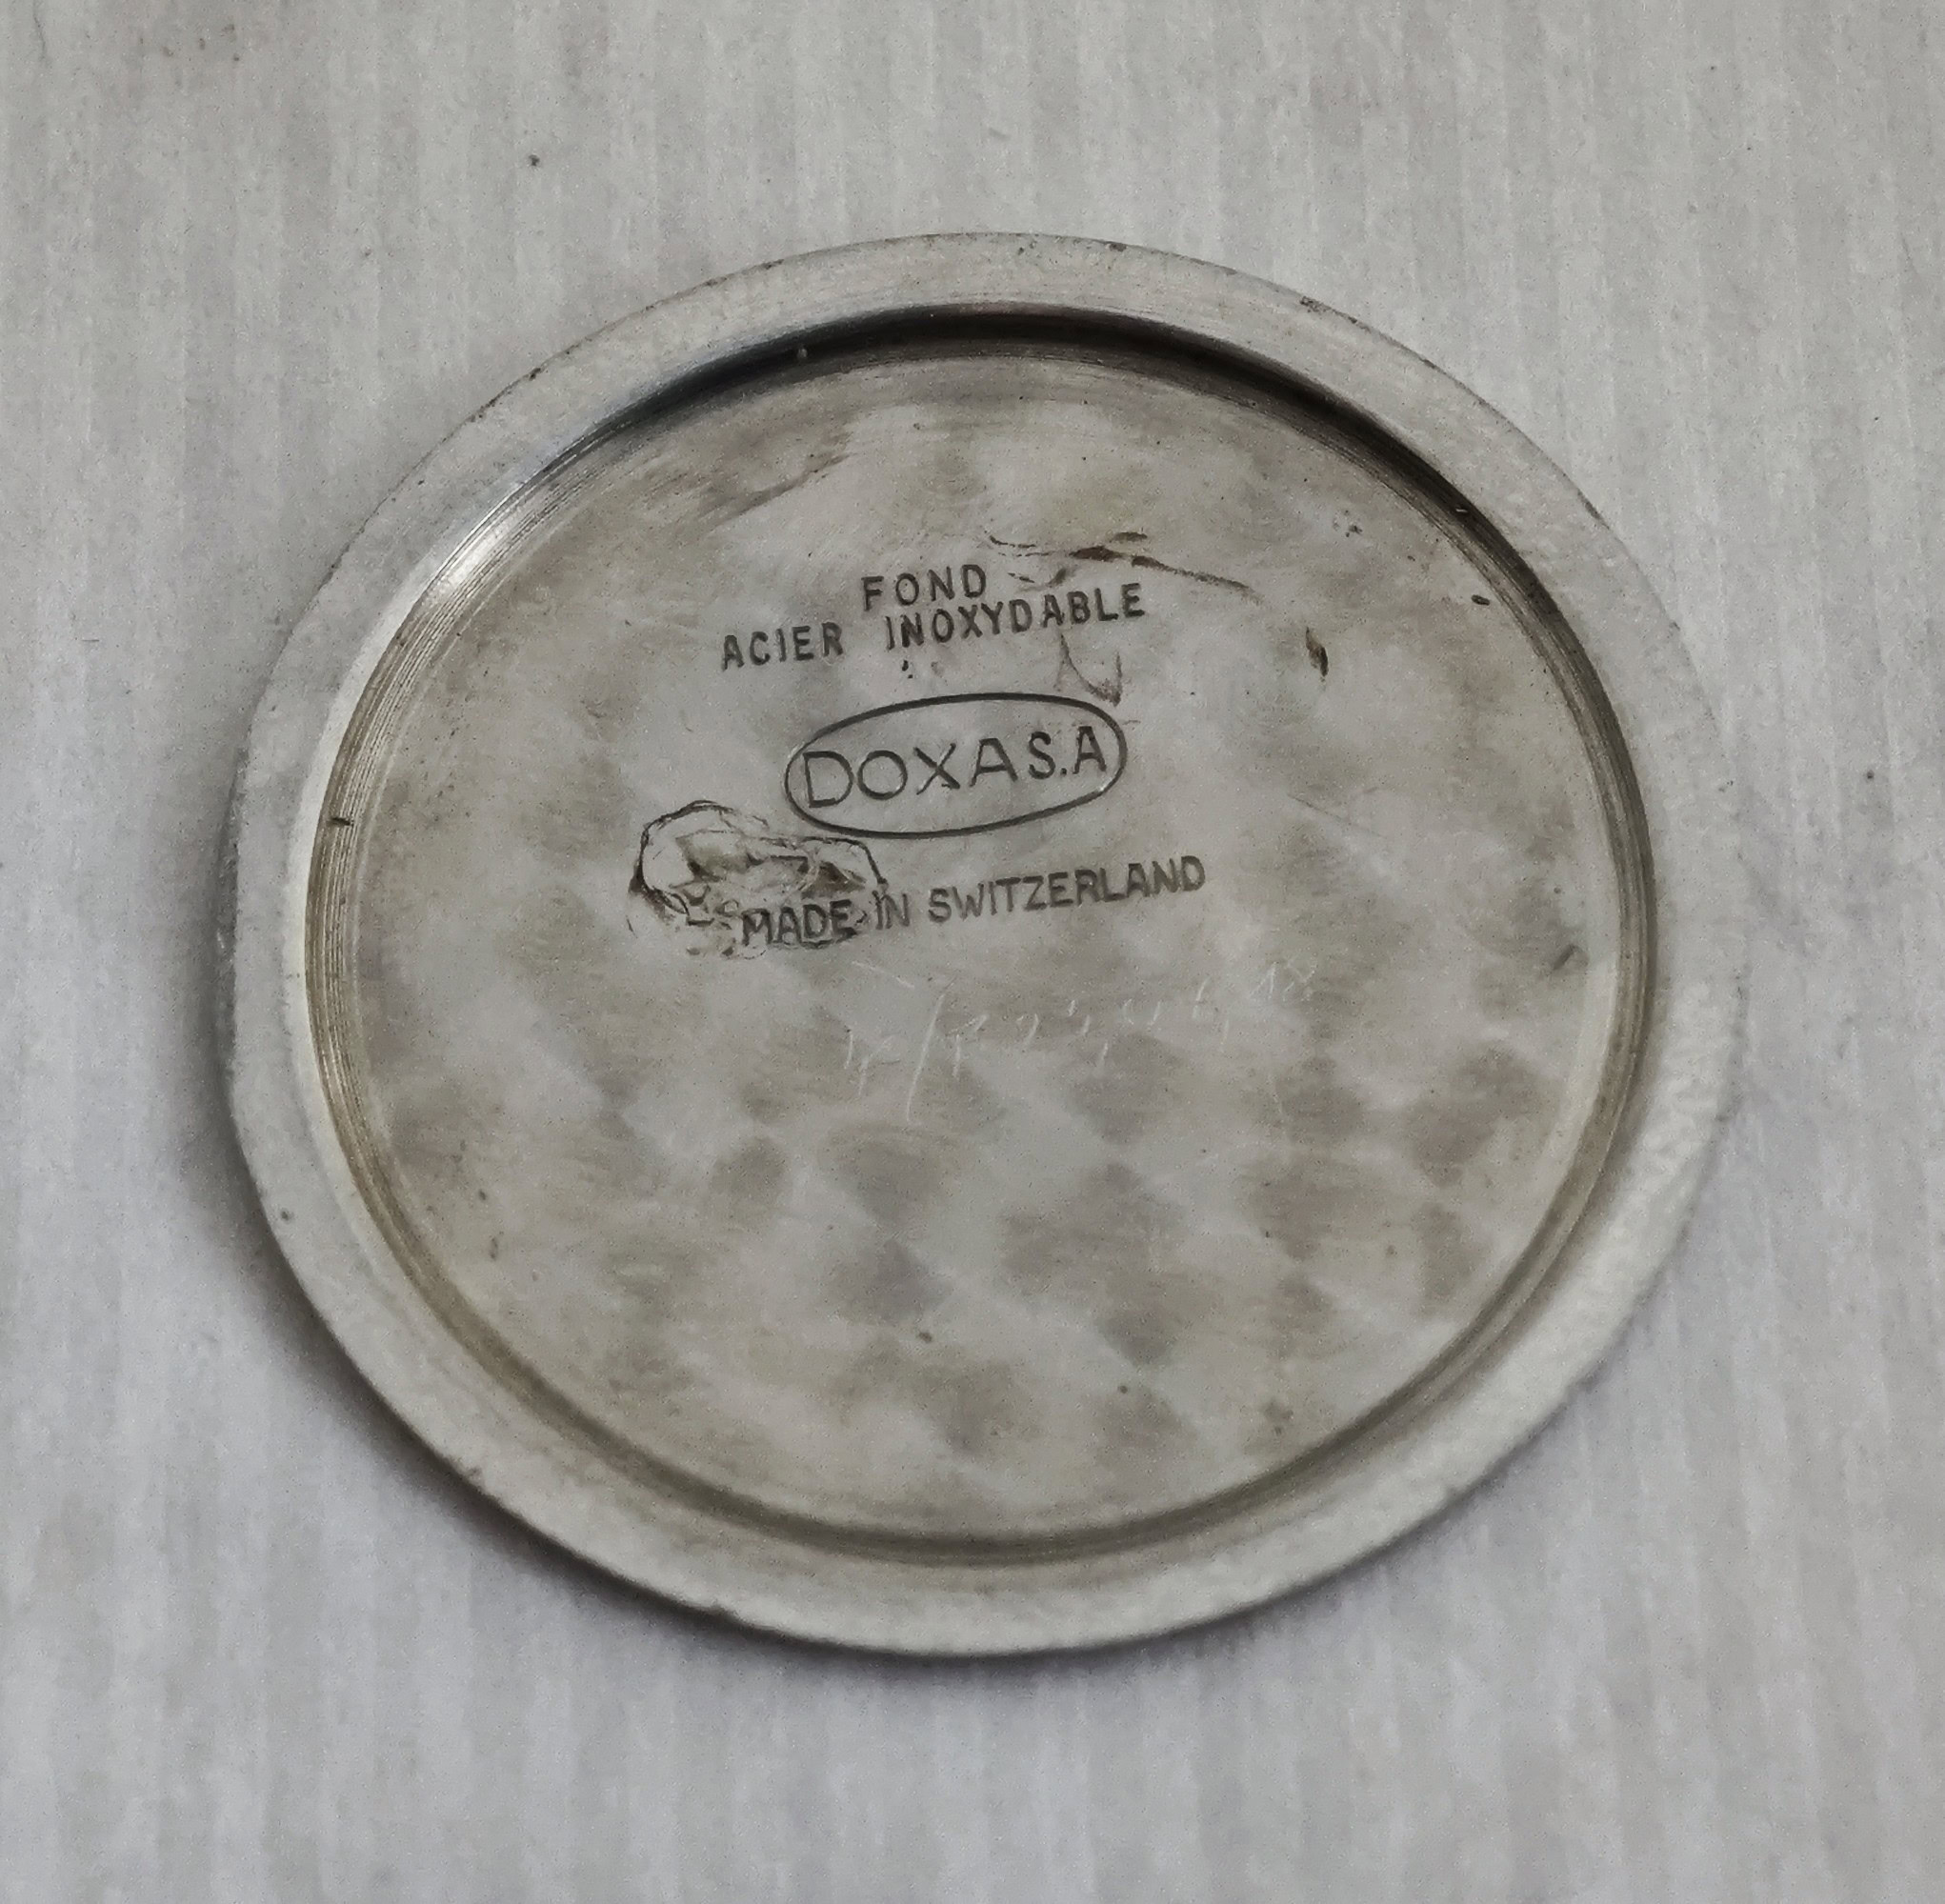 FOND
ACIER INOXYDABLE
DOXA S.A
MADE IN SWITZERLAND